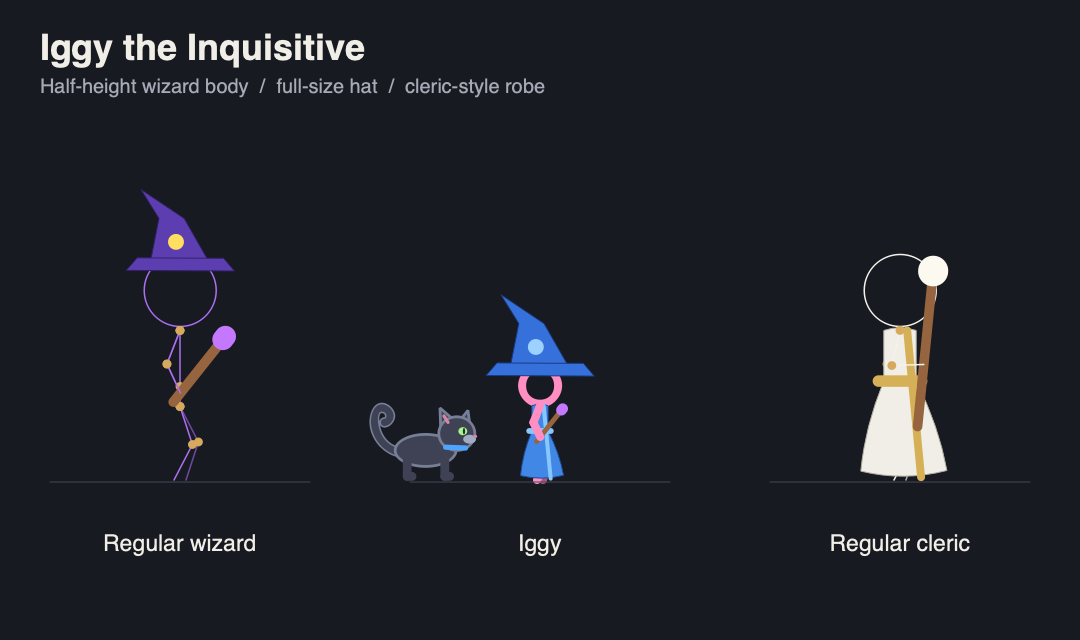 Iggy the Inquisitive
Half-height wizard body / full-size hat / cleric-style robe
Regular wizard
Iggy
Regular cleric